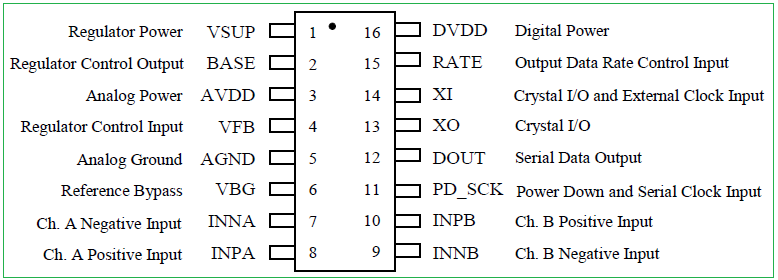 Regulator Power VSUP 1 16 DVDD Digital Power
Regulator Control Output BASE 2 15 RATE Output Data Rate Control Input
Analog Power AVDD 3 14 XI Crystal I/O and External Clock Input
Regulator Control Input VFB 4 13 XO Crystal I/O
Analog Ground AGND 5 12 DOUT Serial Data Output
Reference Bypass VBG 6 11 PD_SCK Power Down and Serial Clock Input
Ch. A Negative Input INNA 7 10 INPB Ch. B Positive Input
Ch. A Positive Input INPA 8 9 INNB Ch. B Negative Input